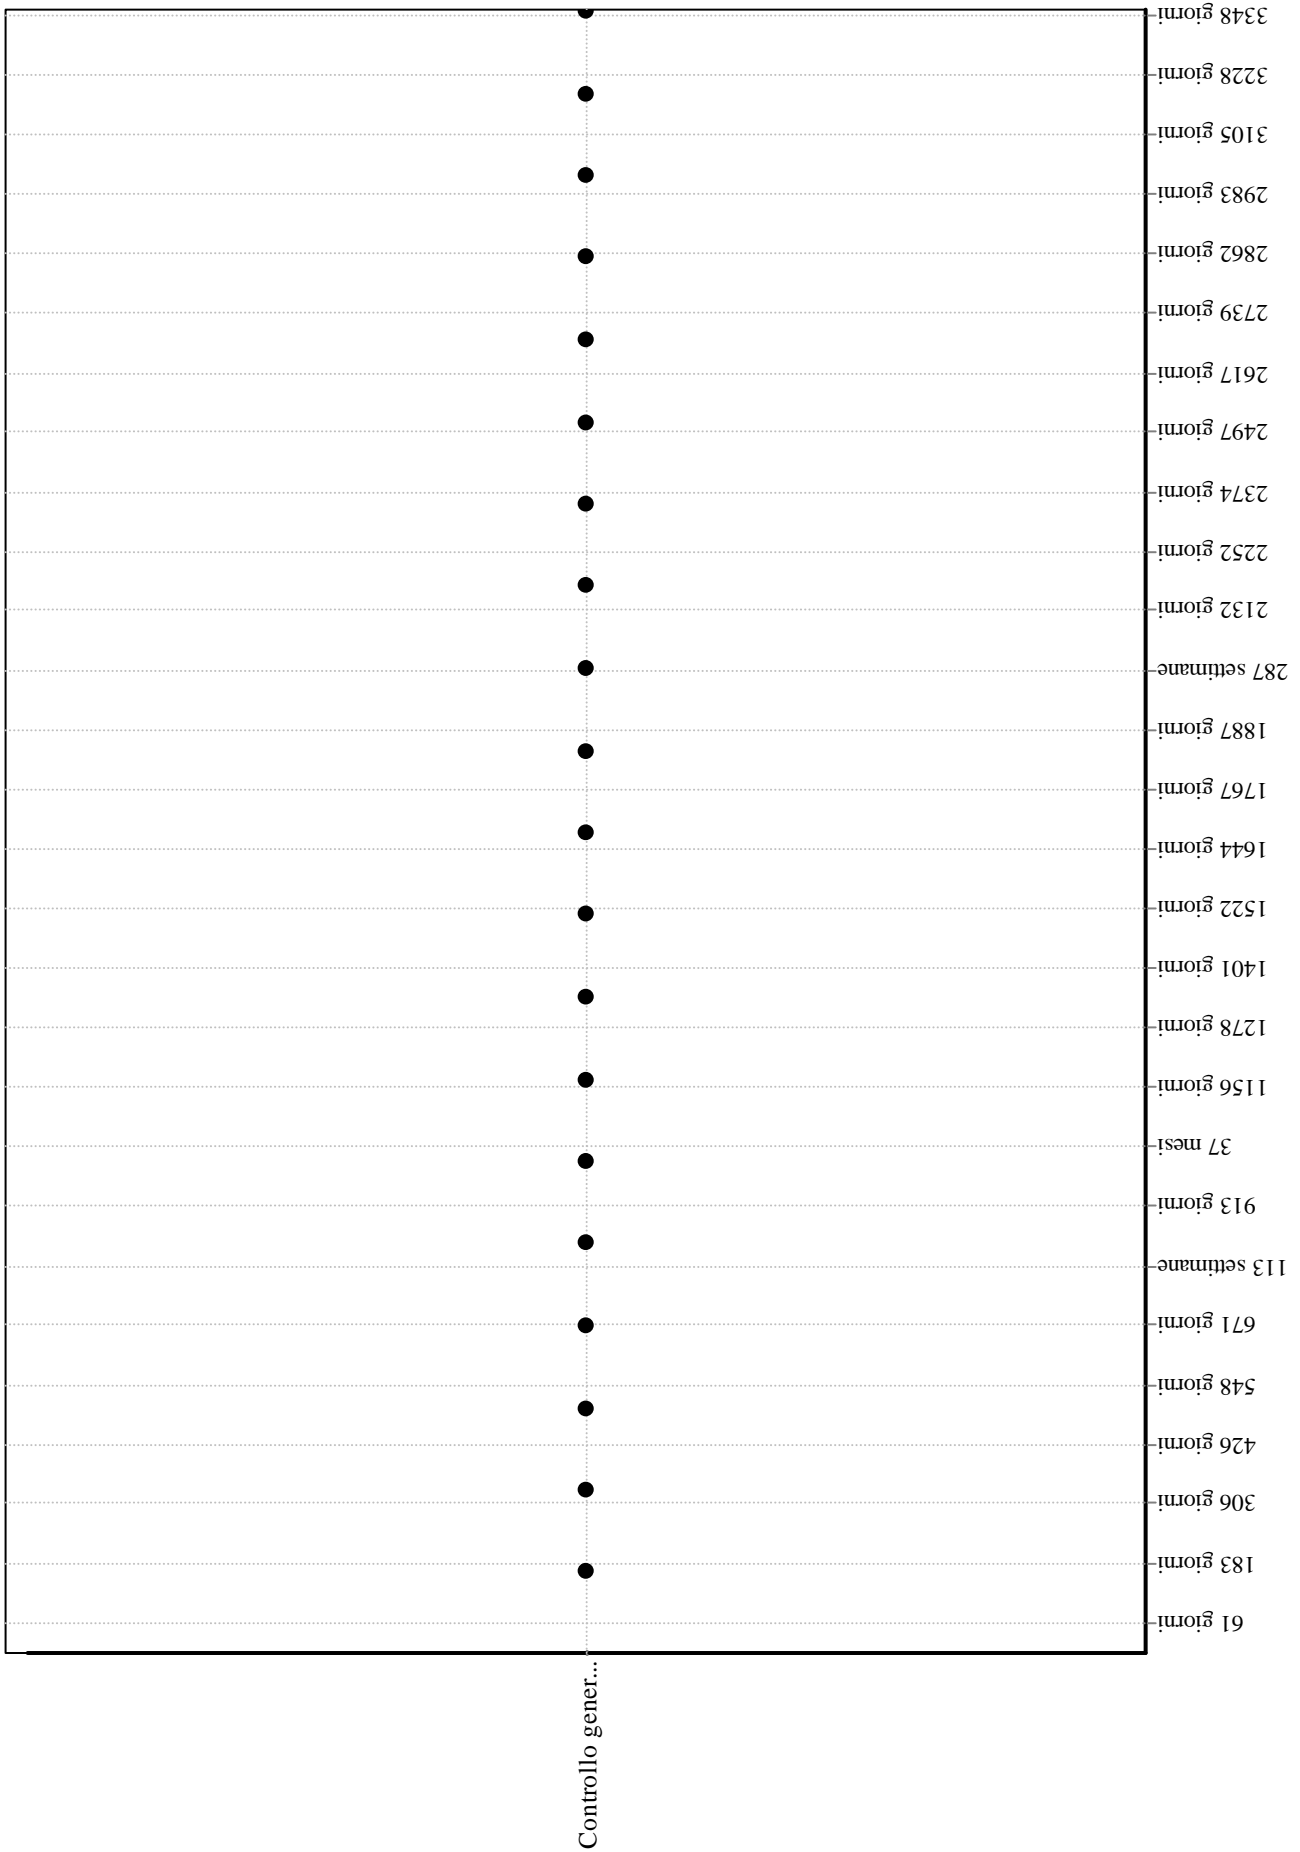 3348 giorni
3228 giorni
3105 giorni
2983 giorni
2862 giorni
2739 giorni
2617 giorni
2497 giorni
2374 giorni
2252 giorni
2132 giorni
287 settimane
1887 giorni
1767 giorni
1644 giorni
1522 giorni
1401 giorni
1278 giorni
1156 giorni
37 mesi
913 giorni
113 settimane
671 giorni
548 giorni
426 giorni
306 giorni
183 giorni
61 giorni
Controllo gener...